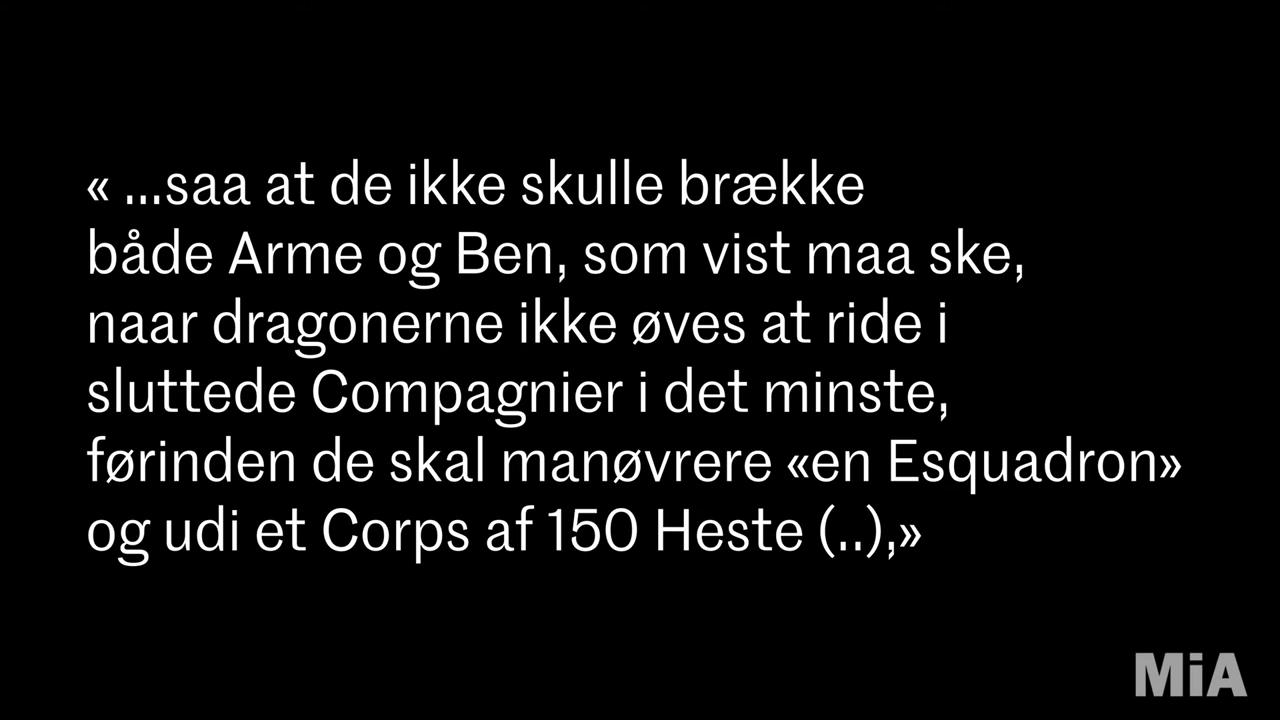 « ...saa at de ikke skulle brække
både Arme og Ben, som vist maa ske,
naar dragonerne ikke øves at ride i
sluttede Compagnier i det minste,
førinden de skal manøvrere «en Esquadron»
og udi et Corps af 150 Heste (..),»
MiA